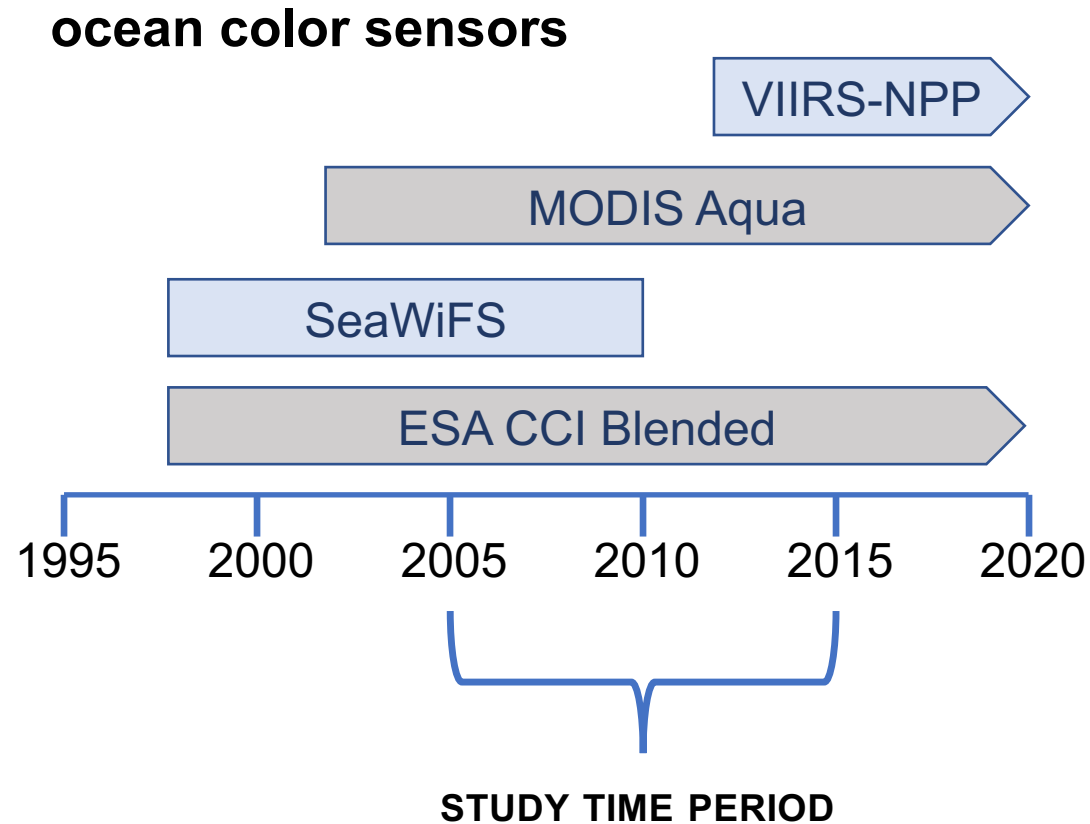 ocean color sensors
VIIRS-NPP
MODIS Aqua
SeaWiFS
ESA CCI Blended
1995 2000 2005 2010 2015 2020
STUDY TIME PERIOD